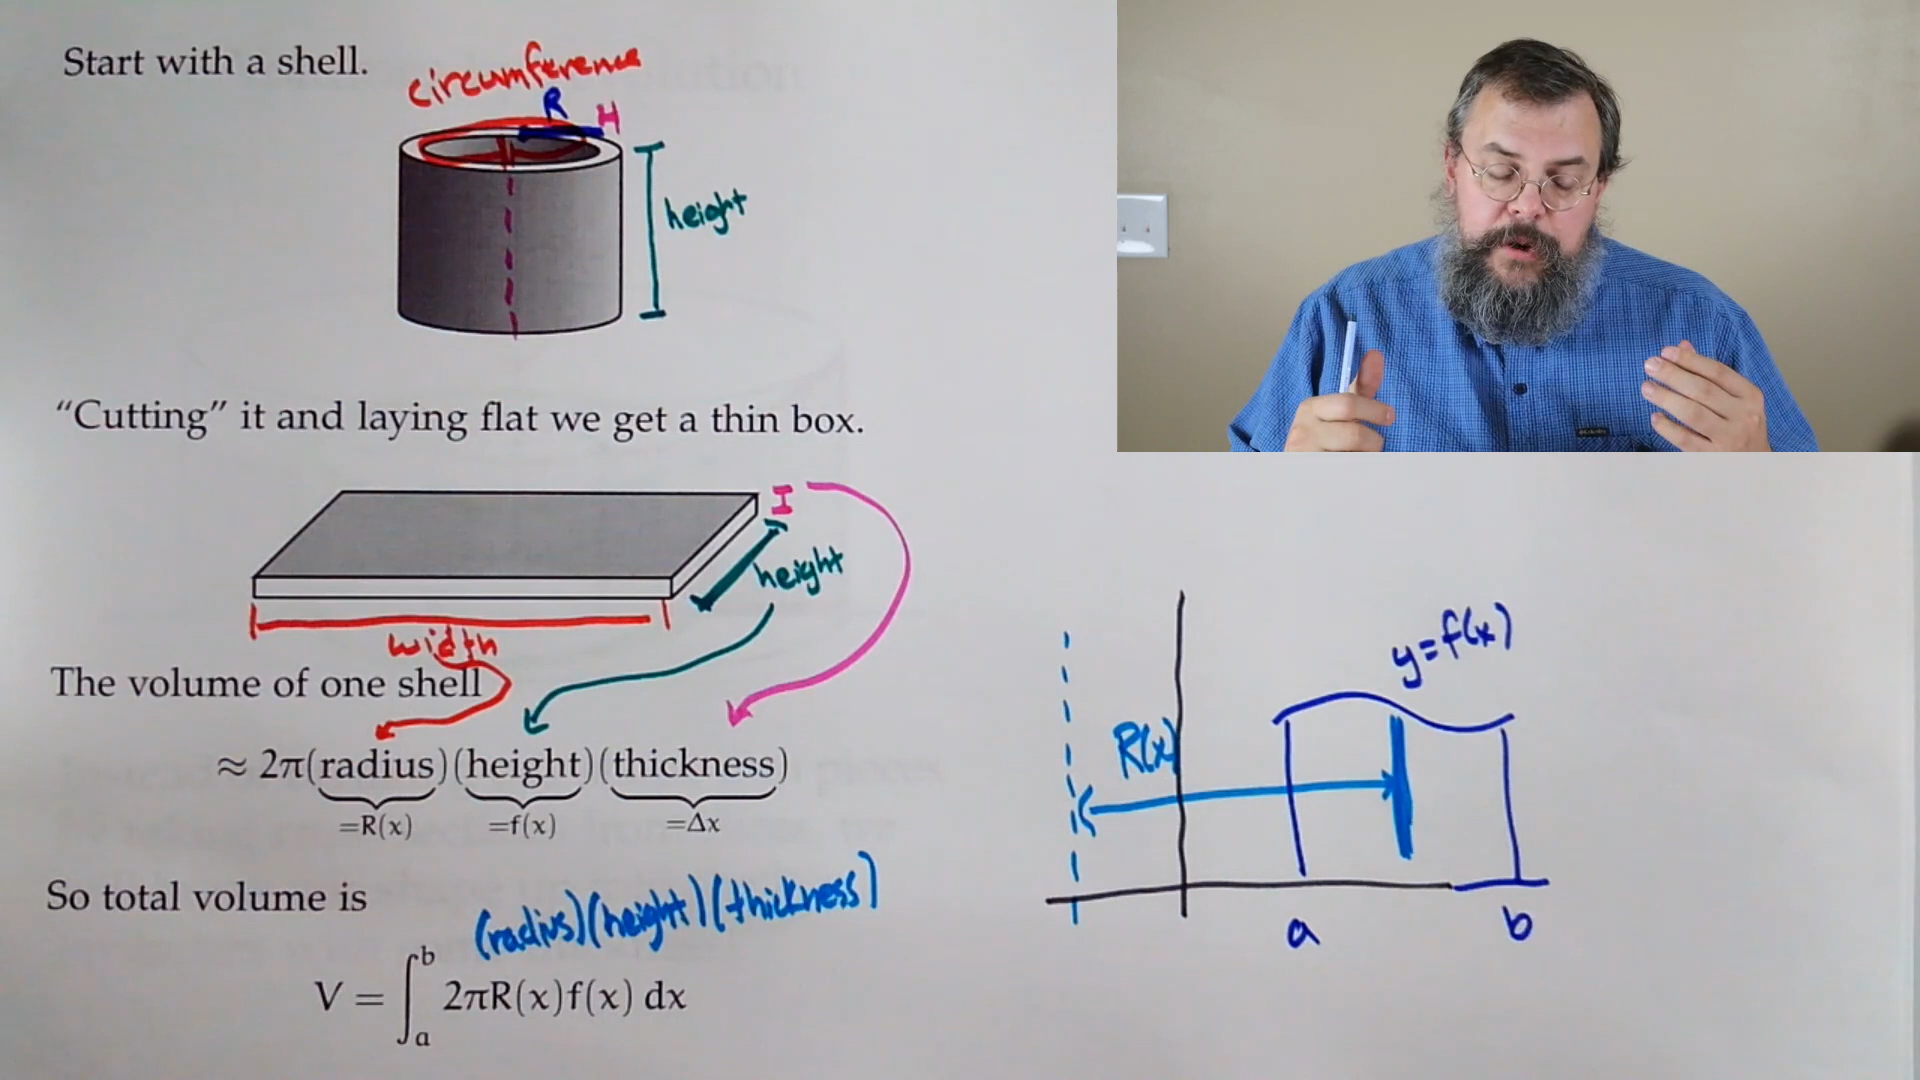 Start with a shell.
circumference
R
H
height
“Cutting” it and laying flat we get a thin box.
I
height
width
The volume of one shell
≈ 2π(radius)(height)(thickness)
=R(x) =f(x) =Δx
So total volume is
(radius)(height)(thickness)
V = ∫_a^b 2πR(x)f(x) dx
y=f(x)
R(x)
a b